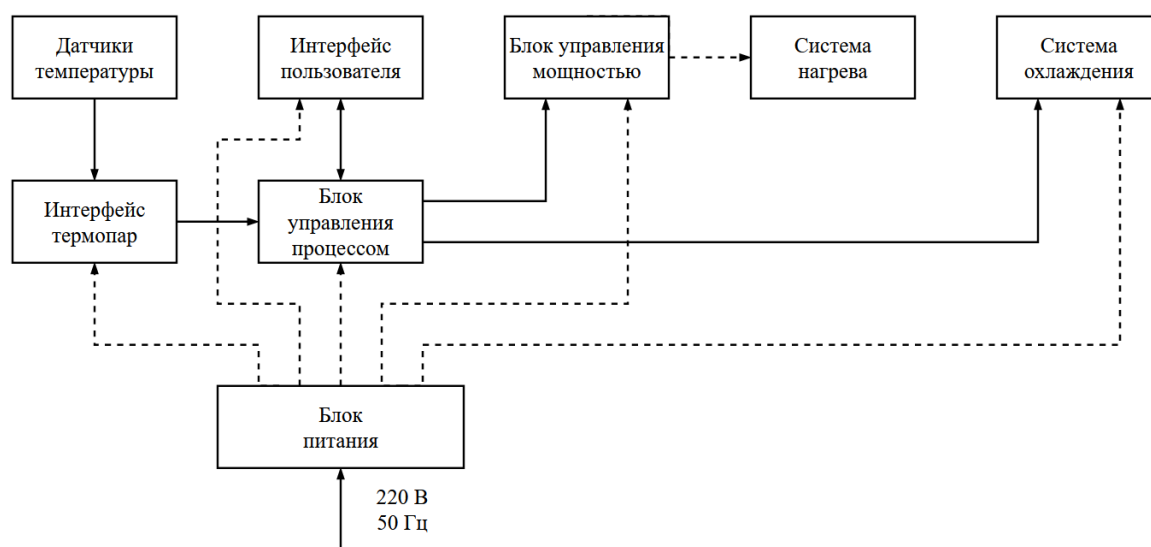 Датчики
температуры
Интерфейс
пользователя
Блок управления
мощностью
Система
нагрева
Система
охлаждения
Интерфейс
термопар
Блок
управления
процессом
Блок
питания
220 В
50 Гц